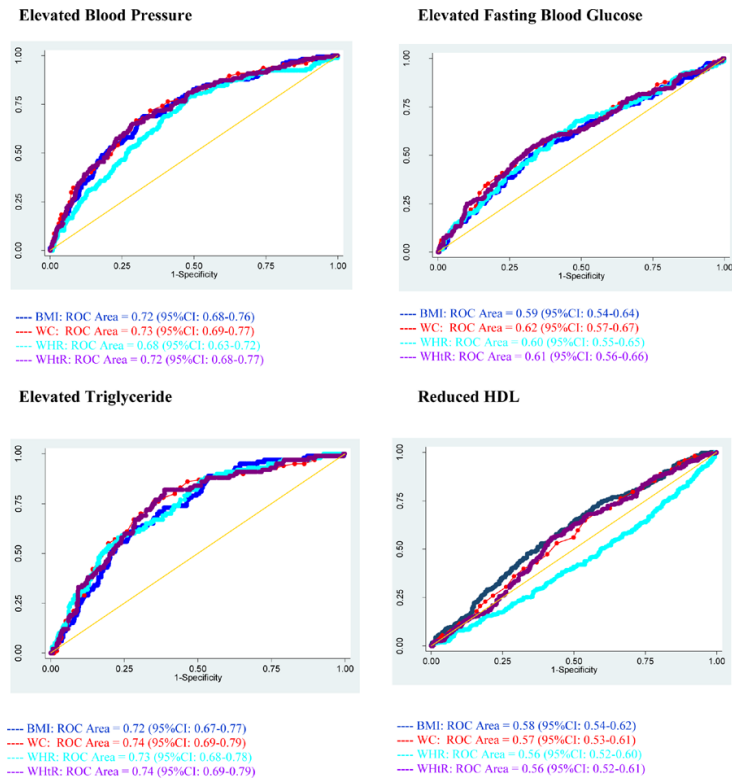 Elevated Blood Pressure
Elevated Fasting Blood Glucose
1.00
0.75
0.50
0.25
0.00
0.00 0.25 0.50 0.75 1.00
1-Specificity
1.00
0.75
0.50
0.25
0.00
0.00 0.25 0.50 0.75 1.00
1-Specificity
---- BMI: ROC Area = 0.72 (95%CI: 0.68-0.76)
---- WC: ROC Area = 0.73 (95%CI: 0.69-0.77)
---- WHR: ROC Area = 0.68 (95%CI: 0.63-0.72)
---- WHtR: ROC Area = 0.72 (95%CI: 0.68-0.77)
---- BMI: ROC Area = 0.59 (95%CI: 0.54-0.64)
---- WC: ROC Area = 0.62 (95%CI: 0.57-0.67)
---- WHR: ROC Area = 0.60 (95%CI: 0.55-0.65)
---- WHtR: ROC Area = 0.61 (95%CI: 0.56-0.66)
Elevated Triglyceride
Reduced HDL
1.00
0.75
0.50
0.25
0.00
0.00 0.25 0.50 0.75 1.00
1-Specificity
1.00
0.75
0.50
0.25
0.00
0.00 0.25 0.50 0.75 1.00
1-Specificity
---- BMI: ROC Area = 0.72 (95%CI: 0.67-0.77)
---- WC: ROC Area = 0.74 (95%CI: 0.69-0.79)
---- WHR: ROC Area = 0.73 (95%CI: 0.68-0.78)
---- WHtR: ROC Area = 0.74 (95%CI: 0.69-0.79)
---- BMI: ROC Area = 0.58 (95%CI: 0.54-0.62)
---- WC: ROC Area = 0.57 (95%CI: 0.53-0.61)
---- WHR: ROC Area = 0.56 (95%CI: 0.52-0.60)
---- WHtR: ROC Area = 0.56 (95%CI: 0.52-0.61)